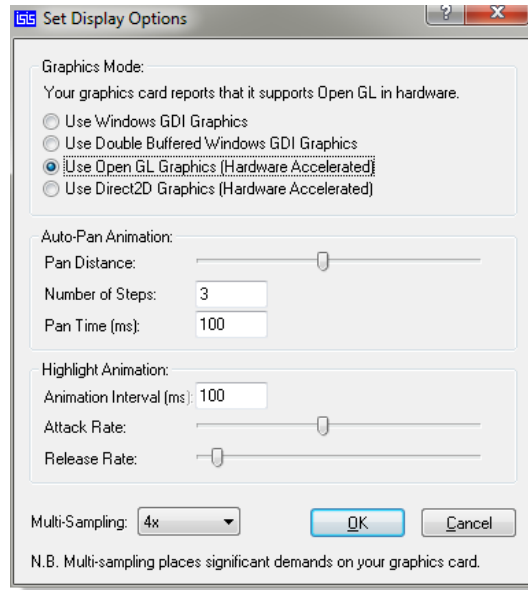 isis Set Display Options
?
X
Graphics Mode:
Your graphics card reports that it supports Open GL in hardware.
Use Windows GDI Graphics
Use Double Buffered Windows GDI Graphics
Use Open GL Graphics (Hardware Accelerated)
Use Direct2D Graphics (Hardware Accelerated)
Auto-Pan Animation:
Pan Distance:
Number of Steps: 3
Pan Time (ms): 100
Highlight Animation:
Animation Interval (ms): 100
Attack Rate:
Release Rate:
Multi-Sampling: 4x OK Cancel
N.B. Multi-sampling places significant demands on your graphics card.